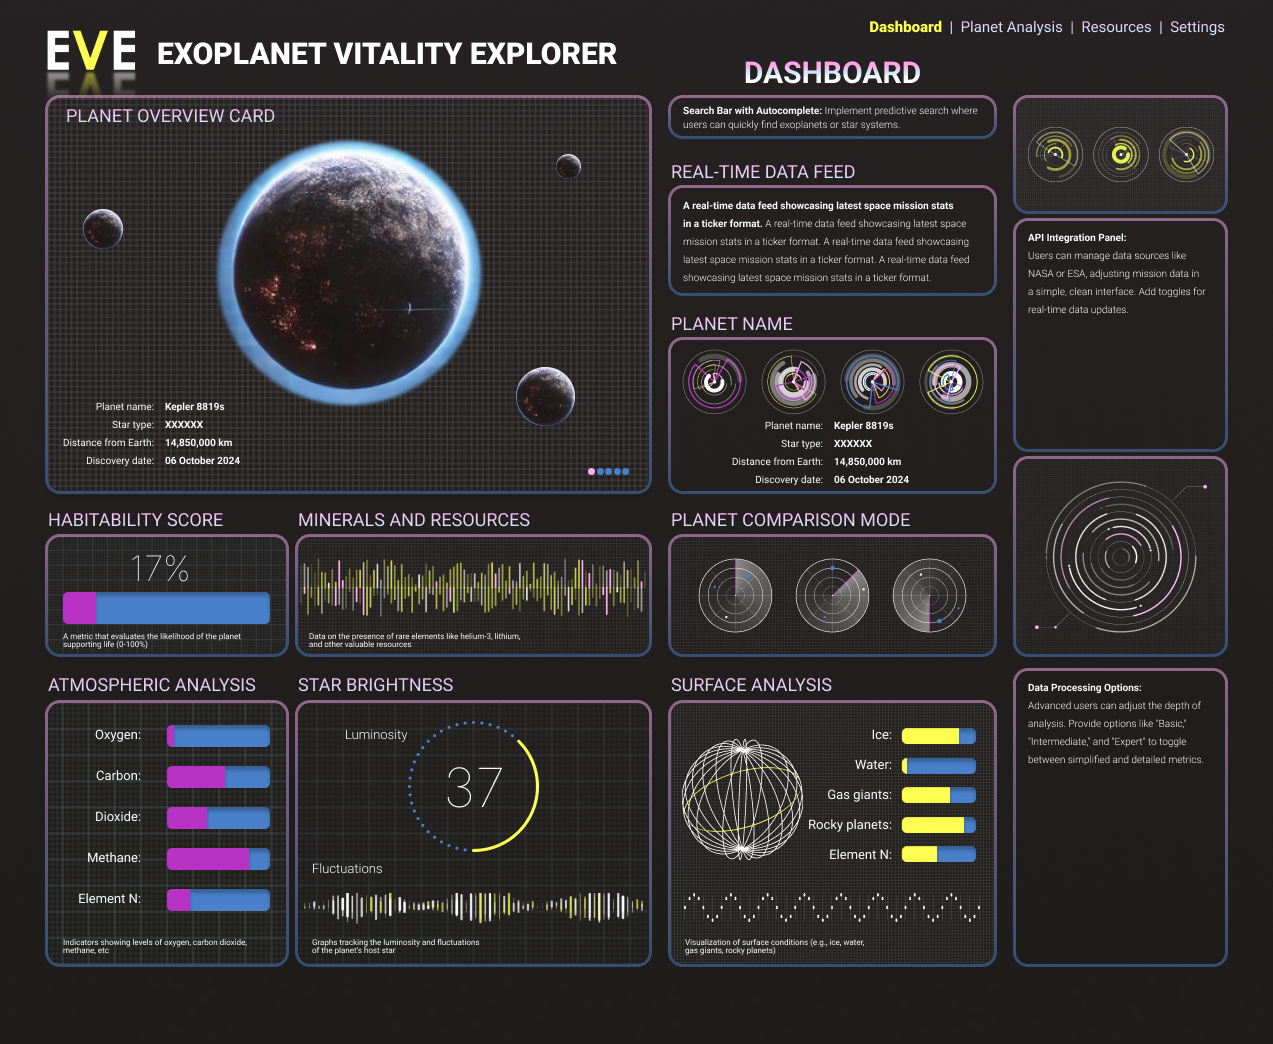 Dashboard | Planet Analysis | Resources | Settings
EVE EXOPLANET VITALITY EXPLORER
DASHBOARD
PLANET OVERVIEW CARD
Planet name: Kepler 8819s
Star type: XXXXXX
Distance from Earth: 14,850,000 km
Discovery date: 06 October 2024
Search Bar with Autocomplete: Implement predictive search where
users can quickly find exoplanets or star systems.
REAL-TIME DATA FEED
A real-time data feed showcasing latest space mission stats
in a ticker format. A real-time data feed showcasing latest space
mission stats in a ticker format. A real-time data feed showcasing
latest space mission stats in a ticker format. A real-time data feed
showcasing latest space mission stats in a ticker format.
PLANET NAME
Planet name: Kepler 8819s
Star type: XXXXXX
Distance from Earth: 14,850,000 km
Discovery date: 06 October 2024
API Integration Panel:
Users can manage data sources like
NASA or ESA, adjusting mission data in
a simple, clean interface. Add toggles for
real-time data updates.
HABITABILITY SCORE
17%
A metric that evaluates the likelihood of the planet
supporting life (0-100%)
MINERALS AND RESOURCES
Data on the presence of rare elements like helium-3, lithium,
and other valuable resources
PLANET COMPARISON MODE
ATMOSPHERIC ANALYSIS
Oxygen:
Carbon:
Dioxide:
Methane:
Element N:
Indicators showing levels of oxygen, carbon dioxide,
methane, etc
STAR BRIGHTNESS
Luminosity
37
Fluctuations
Graphs tracking the luminosity and fluctuations
of the planet's host star
SURFACE ANALYSIS
Ice:
Water:
Gas giants:
Rocky planets:
Element N:
Visualization of surface conditions (e.g., ice, water,
gas giants, rocky planets)
Data Processing Options:
Advanced users can adjust the depth of
analysis. Provide options like "Basic,"
"Intermediate," and "Expert" to toggle
between simplified and detailed metrics.